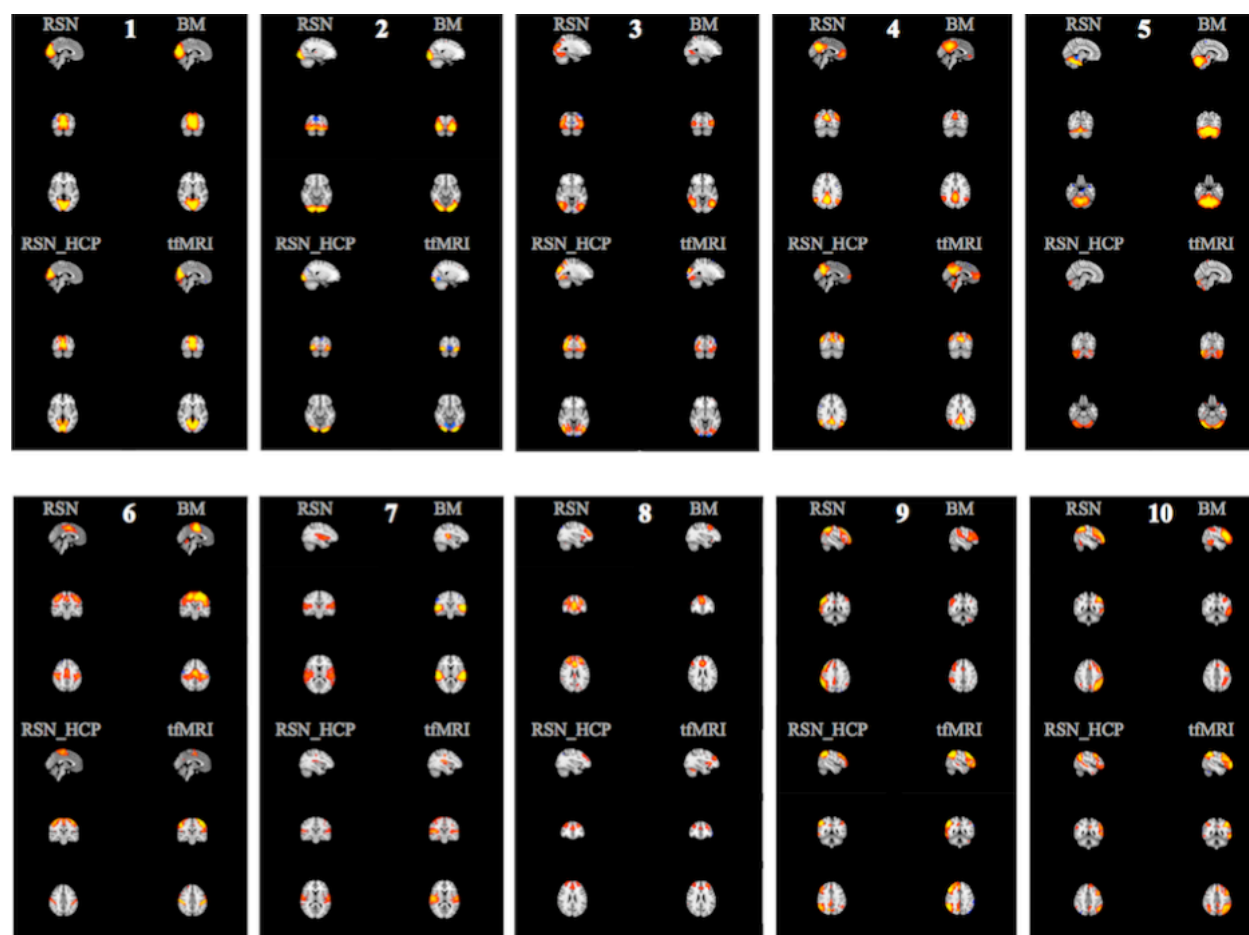 RSN 1 BM
RSN_HCP tfMRI
RSN 2 BM
RSN_HCP tfMRI
RSN 3 BM
RSN_HCP tfMRI
RSN 4 BM
RSN_HCP tfMRI
RSN 5 BM
RSN_HCP tfMRI
RSN 6 BM
RSN_HCP tfMRI
RSN 7 BM
RSN_HCP tfMRI
RSN 8 BM
RSN_HCP tfMRI
RSN 9 BM
RSN_HCP tfMRI
RSN 10 BM
RSN_HCP tfMRI